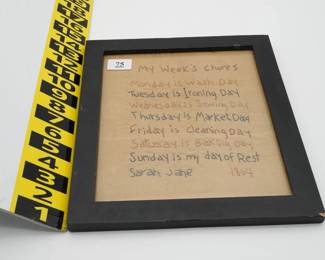 28
My Week's Chores
Monday is Wash Day
Tuesday is Ironing Day
Wednesday is Sewing Day
Thursday is Market Day
Friday is Cleaning Day
Saturday is Baking Day
Sunday is my day of Rest
Sarah Jane 1864